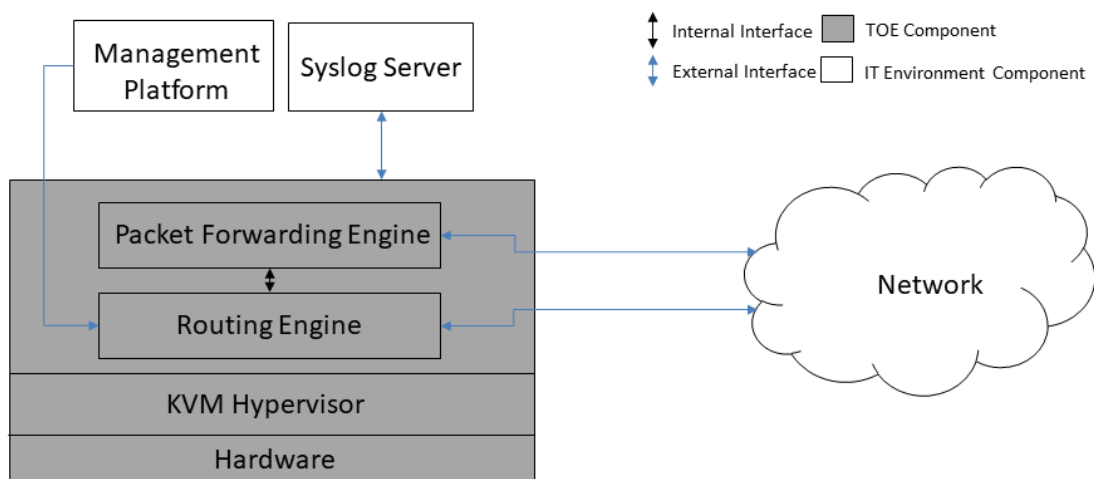 Management
Platform
Syslog Server
Internal Interface
TOE Component
External Interface
IT Environment Component
Packet Forwarding Engine
Routing Engine
Network
KVM Hypervisor
Hardware